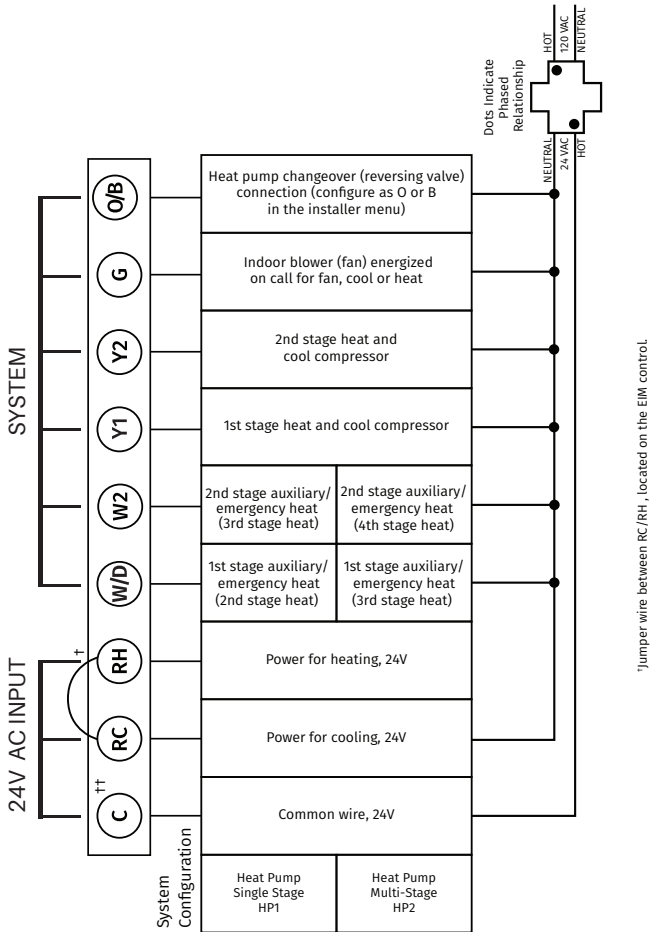 SYSTEM
24V AC INPUT
O/B
G
Y2
Y1
W2
W/D
†
RH
RC
††
C
System
Configuration
Heat pump changeover (reversing valve)
connection (configure as O or B
in the installer menu)
Indoor blower (fan) energized
on call for fan, cool or heat
2nd stage heat and
cool compressor
1st stage heat and cool compressor
2nd stage auxiliary/
emergency heat
(3rd stage heat)
2nd stage auxiliary/
emergency heat
(4th stage heat)
1st stage auxiliary/
emergency heat
(2nd stage heat)
1st stage auxiliary/
emergency heat
(3rd stage heat)
Power for heating, 24V
Power for cooling, 24V
Common wire, 24V
Heat Pump
Single Stage
HP1
Heat Pump
Multi-Stage
HP2
Dots Indicate
Phased
Relationship
HOT
120 VAC
NEUTRAL
NEUTRAL
24 VAC
HOT
†Jumper wire between RC/RH , located on the EIM control.